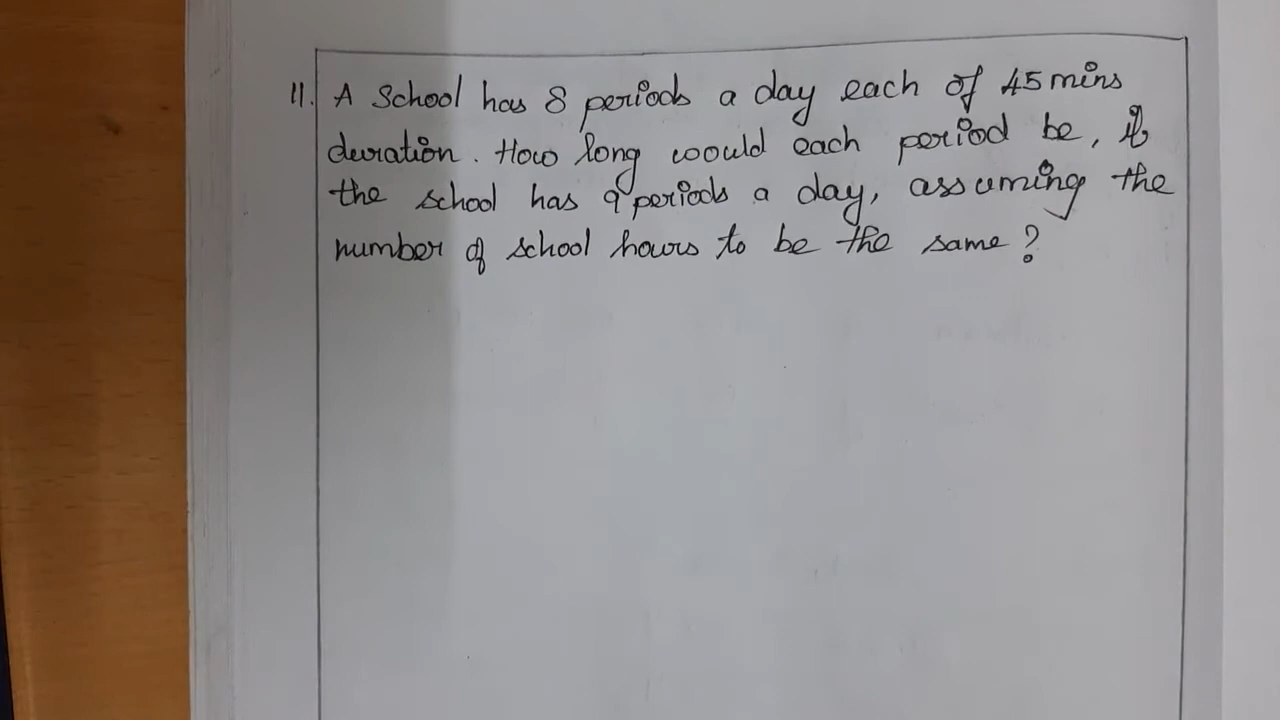 11. A School has 8 periods a day each of 45 mins
duration. How long would each period be, if
the school has 9 periods a day, assuming the
number of school hours to be the same?